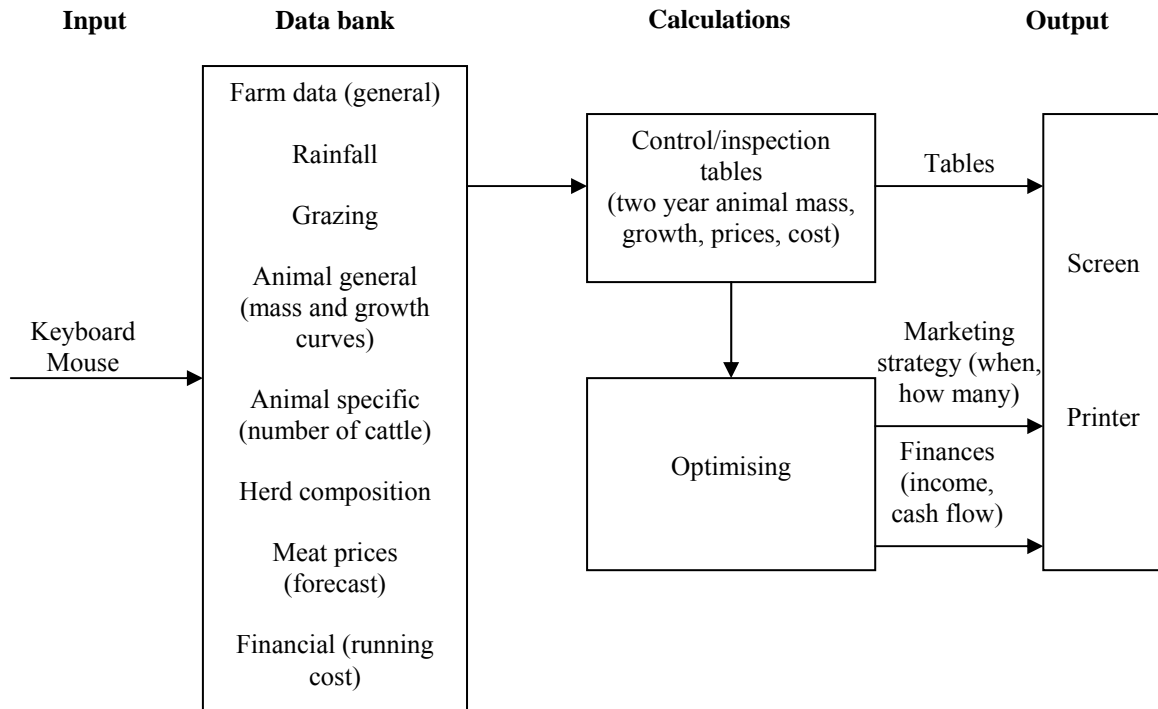 Input
Data bank
Calculations
Output
Keyboard
Mouse
Farm data (general)
Rainfall
Grazing
Animal general
(mass and growth
curves)
Animal specific
(number of cattle)
Herd composition
Meat prices
(forecast)
Financial (running
cost)
Control/inspection
tables
(two year animal mass,
growth, prices, cost)
Optimising
Tables
Marketing
strategy (when,
how many)
Finances
(income,
cash flow)
Screen
Printer